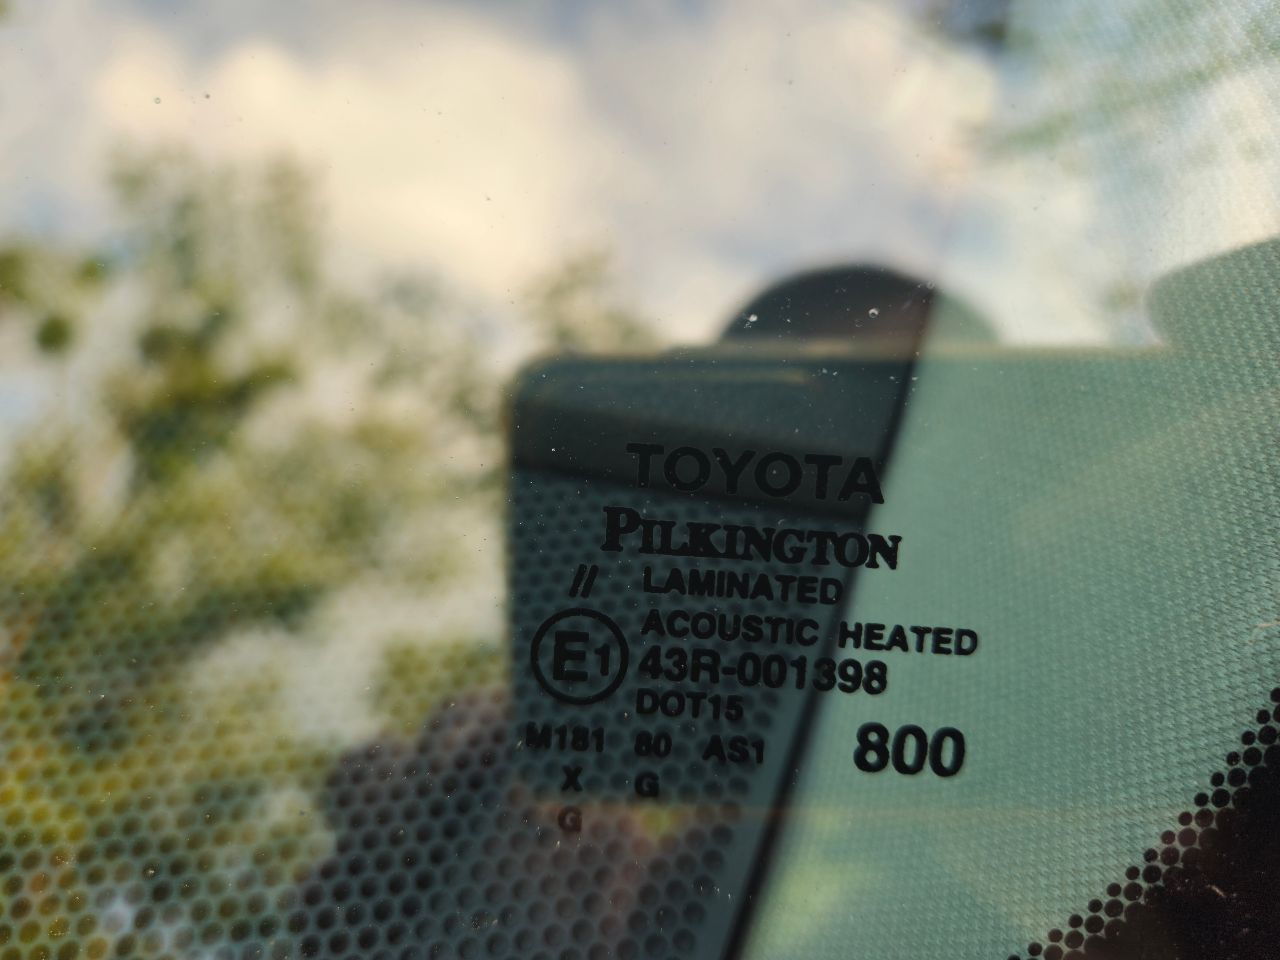 TOYOTA
PILKINGTON
// LAMINATED
ACOUSTIC HEATED
E1 43R-001398
DOT15
M181 80 AS1 800
X G
G